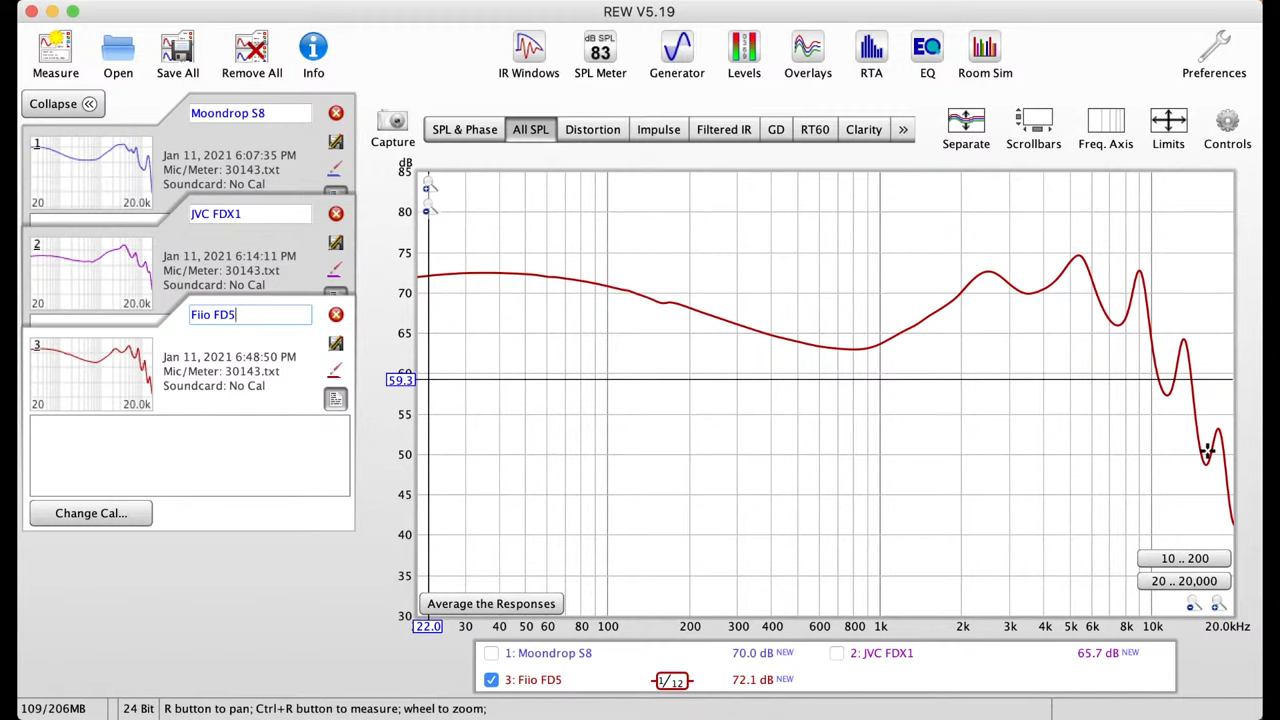 REW V5.19
Measure
Open
Save All
Remove All
Info
IR Windows
dB SPL
83
SPL Meter
Generator
Levels
Overlays
RTA
EQ
EQ
Room Sim
Preferences
Collapse
Moondrop S8
1
Jan 11, 2021 6:07:35 PM
Mic/Meter: 30143.txt
Soundcard: No Cal
20
20.0k
JVC FDX1
2
Jan 11, 2021 6:14:11 PM
Mic/Meter: 30143.txt
Soundcard: No Cal
20
20.0k
Fiio FD5
3
Jan 11, 2021 6:48:50 PM
Mic/Meter: 30143.txt
Soundcard: No Cal
20
20.0k
Change Cal...
Capture
SPL & Phase
All SPL
Distortion
Impulse
Filtered IR
GD
RT60
Clarity
»
Separate
Scrollbars
Freq. Axis
Limits
Controls
dB
85
80
75
70
65
60
59.3
55
50
45
40
35
30
10 .. 200
20 .. 20,000
Average the Responses
22.0
30
40
50
60
80
100
200
300
400
600
800
1k
2k
3k
4k
5k
6k
8k
10k
20.0kHz
1: Moondrop S8
70.0 dB NEW
2: JVC FDX1
65.7 dB NEW
3: Fiio FD5
1/12
72.1 dB NEW
109/206MB
24 Bit
R button to pan; Ctrl+R button to measure; wheel to zoom;